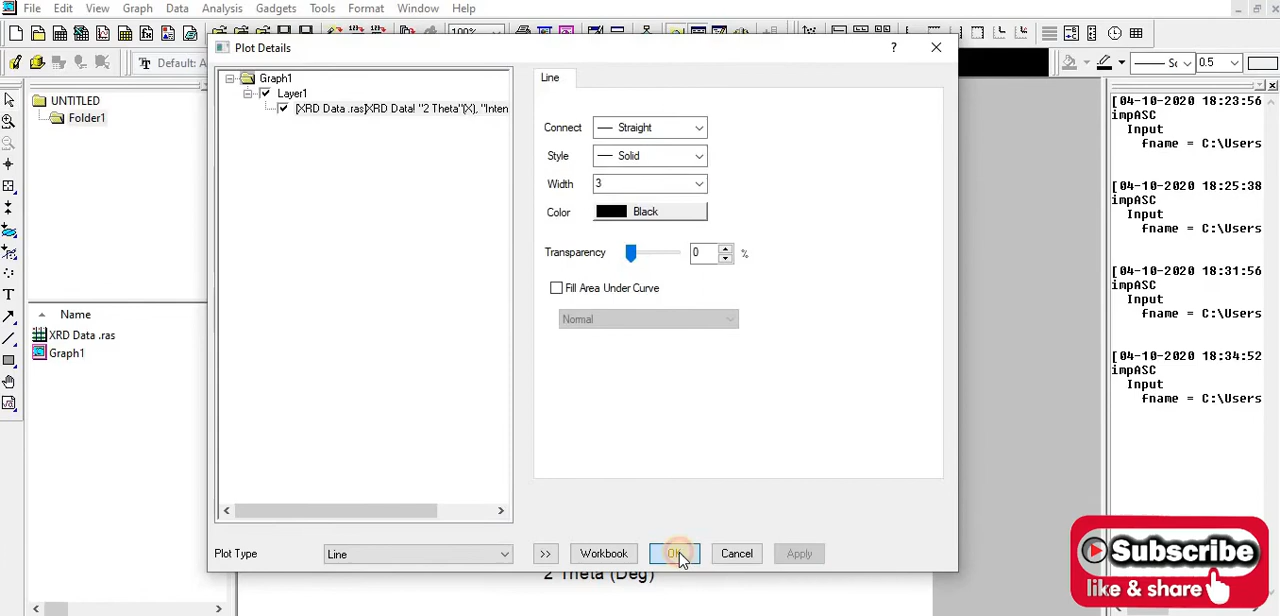 File Edit View Graph Data Analysis Gadgets Tools Format Window Help
100%
Plot Details
Default:
0.5
UNTITLED
Folder1
Name
XRD Data .ras
Graph1
Graph1
Layer1
[XRD Data .ras]XRD Data! "2 Theta"(X), "Inten
Line
Connect Straight
Style Solid
Width 3
Color Black
Transparency 0 %
Fill Area Under Curve
Normal
Plot Type Line >> Workbook OK Cancel Apply
2 Theta (Deg)
[04-10-2020 18:23:56
impASC
Input
fname = C:\Users
[04-10-2020 18:25:38
impASC
Input
fname = C:\Users
[04-10-2020 18:31:56
impASC
Input
fname = C:\Users
[04-10-2020 18:34:52
impASC
Input
fname = C:\Users
Subscribe
like & share